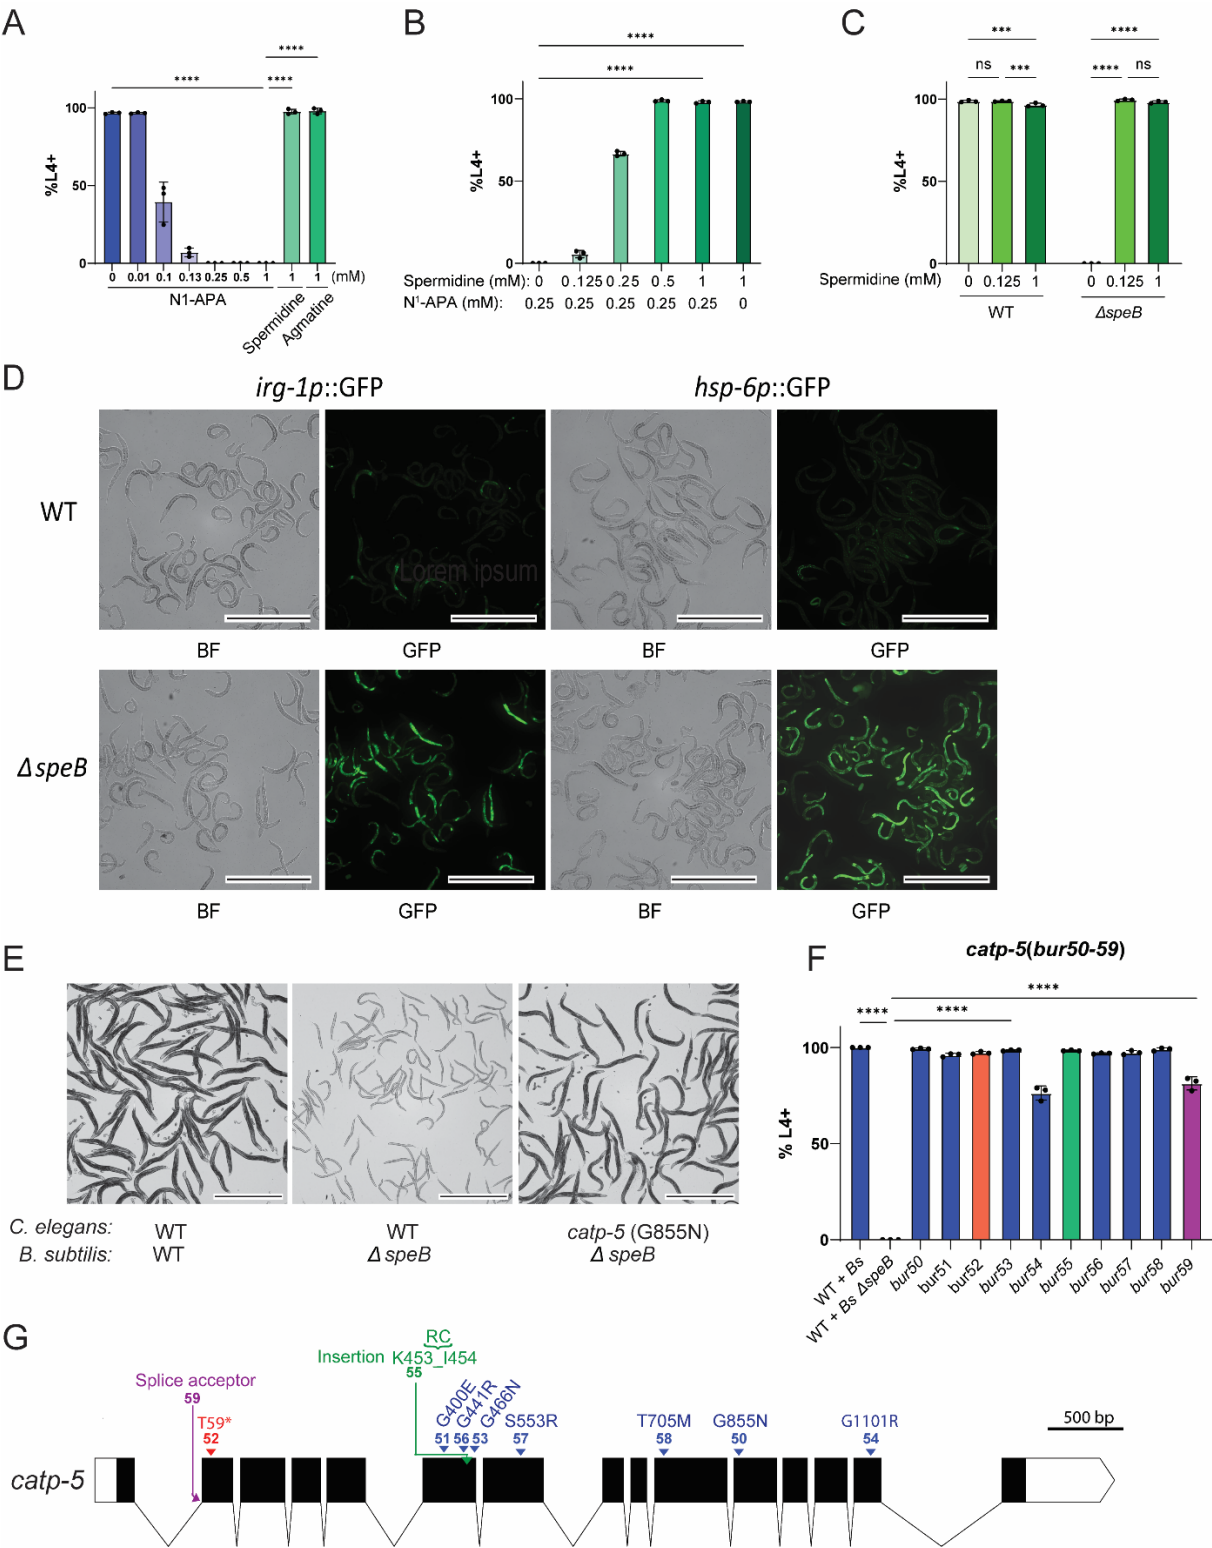 A
****
****
****
%L4+
100
50
0
0 0.01 0.1 0.13 0.25 0.5 1 1 1 (mM)
N1-APA
Spermidine
Agmatine
B
****
****
%L4+
100
50
0
Spermidine (mM): 0 0.125 0.25 0.5 1 1
N¹-APA (mM): 0.25 0.25 0.25 0.25 0.25 0
C
*** ****
ns *** **** ns
%L4+
100
50
0
Spermidine (mM) 0 0.125 1 0 0.125 1
WT ΔspeB
D
irg-1p::GFP hsp-6p::GFP
WT
Lorem ipsum
BF GFP BF GFP
ΔspeB
BF GFP BF GFP
E
C. elegans: WT WT catp-5 (G855N)
B. subtilis: WT ΔspeB ΔspeB
F
catp-5(bur50-59)
****
**** ****
% L4+
100
50
0
WT + Bs
WT + Bs ΔspeB
bur50
bur51
bur52
bur53
bur54
bur55
bur56
bur57
bur58
bur59
G
RC
Insertion K453_I454
55
Splice acceptor
59
T59*
52
G400E
G441R
G466N
51 56 53
S553R
57
T705M
58
G855N
50
G1101R
54
500 bp
catp-5